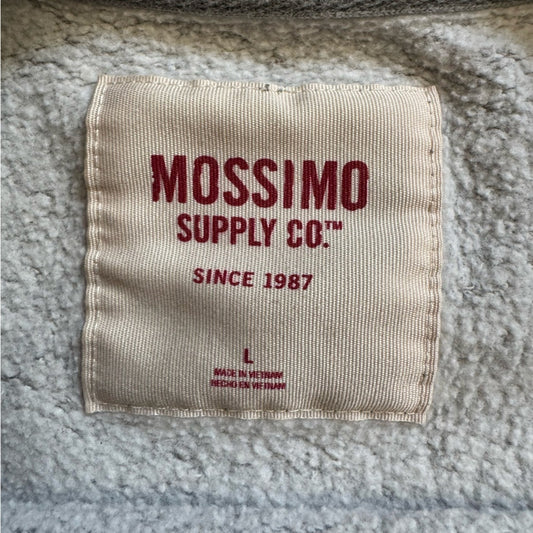 MOSSIMO
SUPPLY CO.™
SINCE 1987
L
MADE IN VIETNAM
HECHO EN VIETNAM